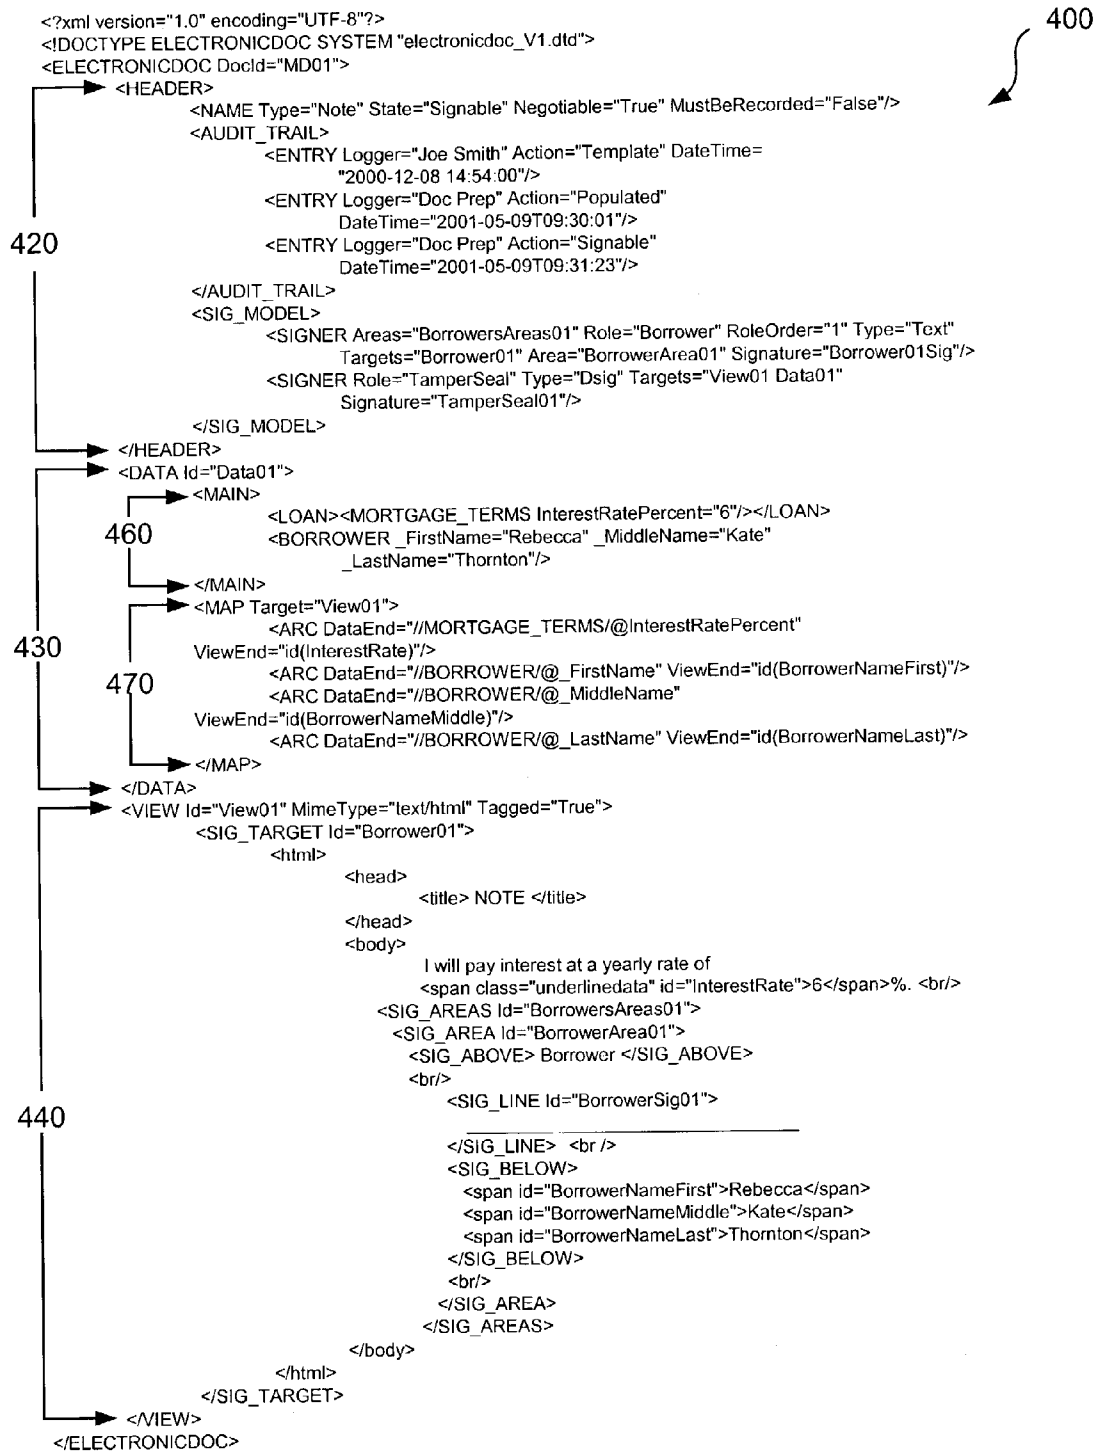 <?xml version="1.0" encoding="UTF-8"?>
400
<!DOCTYPE ELECTRONICDOC SYSTEM "electronicdoc_V1.dtd">
<ELECTRONICDOC DocId="MD01">
<HEADER>
<NAME Type="Note" State="Signable" Negotiable="True" MustBeRecorded="False"/>
<AUDIT_TRAIL>
<ENTRY Logger="Joe Smith" Action="Template" DateTime=
"2000-12-08 14:54:00"/>
<ENTRY Logger="Doc Prep" Action="Populated"
DateTime="2001-05-09T09:30:01"/>
420
<ENTRY Logger="Doc Prep" Action="Signable"
DateTime="2001-05-09T09:31:23"/>
</AUDIT_TRAIL>
<SIG_MODEL>
<SIGNER Areas="BorrowersAreas01" Role="Borrower" RoleOrder="1" Type="Text"
Targets="Borrower01" Area="BorrowerArea01" Signature="Borrower01Sig"/>
<SIGNER Role="TamperSeal" Type="Dsig" Targets="View01 Data01"
Signature="TamperSeal01"/>
</SIG_MODEL>
</HEADER>
<DATA Id="Data01">
<MAIN>
<LOAN><MORTGAGE_TERMS InterestRatePercent="6"/></LOAN>
460
<BORROWER _FirstName="Rebecca" _MiddleName="Kate"
_LastName="Thornton"/>
</MAIN>
<MAP Target="View01">
<ARC DataEnd="//MORTGAGE_TERMS/@InterestRatePercent"
430
ViewEnd="id(InterestRate)"/>
<ARC DataEnd="//BORROWER/@_FirstName" ViewEnd="id(BorrowerNameFirst)"/>
470
<ARC DataEnd="//BORROWER/@_MiddleName"
ViewEnd="id(BorrowerNameMiddle)"/>
<ARC DataEnd="//BORROWER/@_LastName" ViewEnd="id(BorrowerNameLast)"/>
</MAP>
</DATA>
<VIEW Id="View01" MimeType="text/html" Tagged="True">
<SIG_TARGET Id="Borrower01">
<html>
<head>
<title> NOTE </title>
</head>
<body>
I will pay interest at a yearly rate of
<span class="underlinedata" id="InterestRate">6</span>%. <br/>
<SIG_AREAS Id="BorrowersAreas01">
<SIG_AREA Id="BorrowerArea01">
<SIG_ABOVE> Borrower </SIG_ABOVE>
<br/>
<SIG_LINE Id="BorrowerSig01">
440
</SIG_LINE> <br />
<SIG_BELOW>
<span id="BorrowerNameFirst">Rebecca</span>
<span id="BorrowerNameMiddle">Kate</span>
<span id="BorrowerNameLast">Thornton</span>
</SIG_BELOW>
<br/>
</SIG_AREA>
</SIG_AREAS>
</body>
</html>
</SIG_TARGET>
</VIEW>
</ELECTRONICDOC>